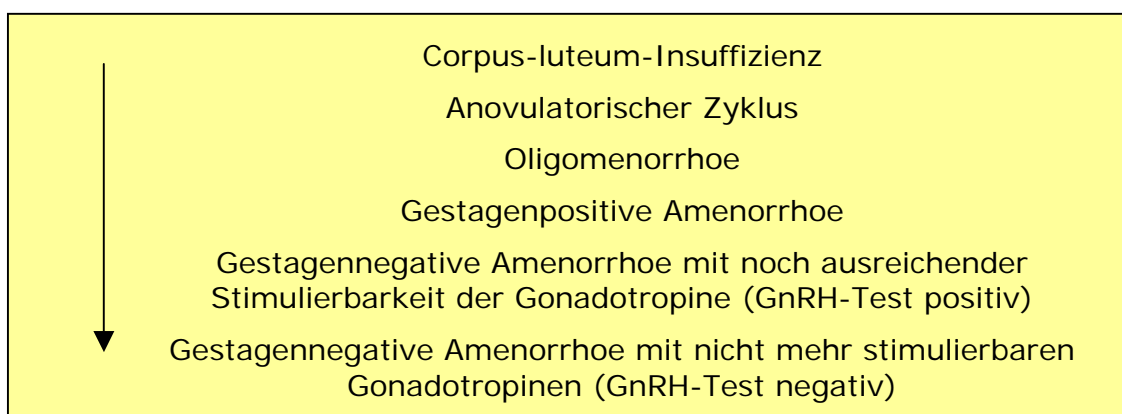 Corpus-luteum-Insuffizienz
Anovulatorischer Zyklus
Oligomenorrhoe
Gestagenpositive Amenorrhoe
Gestagennegative Amenorrhoe mit noch ausreichender
Stimulierbarkeit der Gonadotropine (GnRH-Test positiv)
Gestagennegative Amenorrhoe mit nicht mehr stimulierbaren
Gonadotropinen (GnRH-Test negativ)